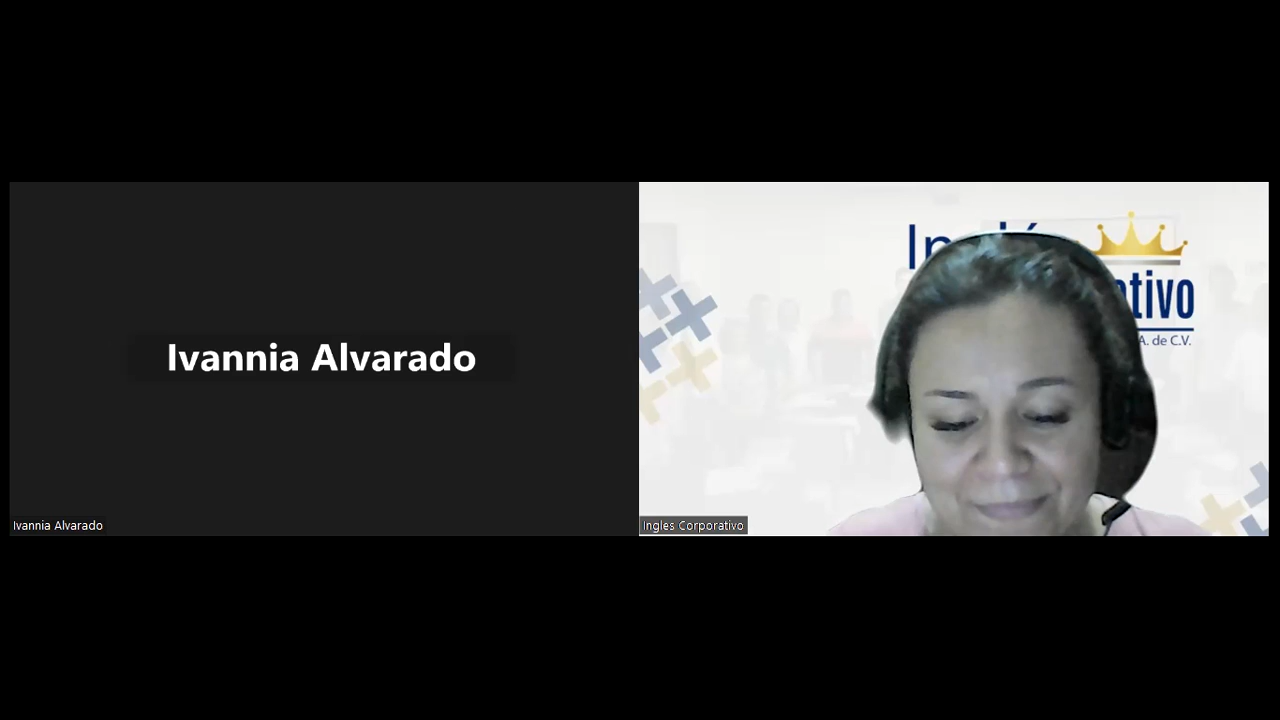 Ivannia Alvarado
Ivannia Alvarado
A. de C.V.
Ingles Corporativo